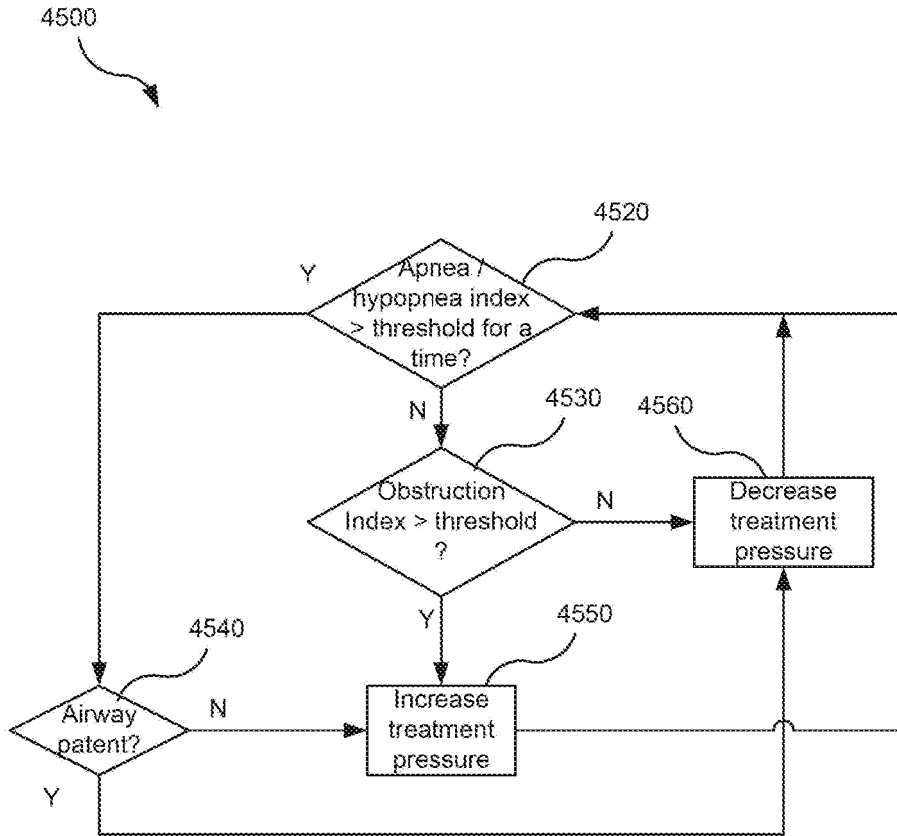 4500
4520
Y
Apnea /
hypopnea index
> threshold for a
time?
N
4530
4560
Obstruction
Index > threshold
?
N
Decrease
treatment
pressure
Y
4540
4550
Airway
patent?
N
Increase
treatment
pressure
Y